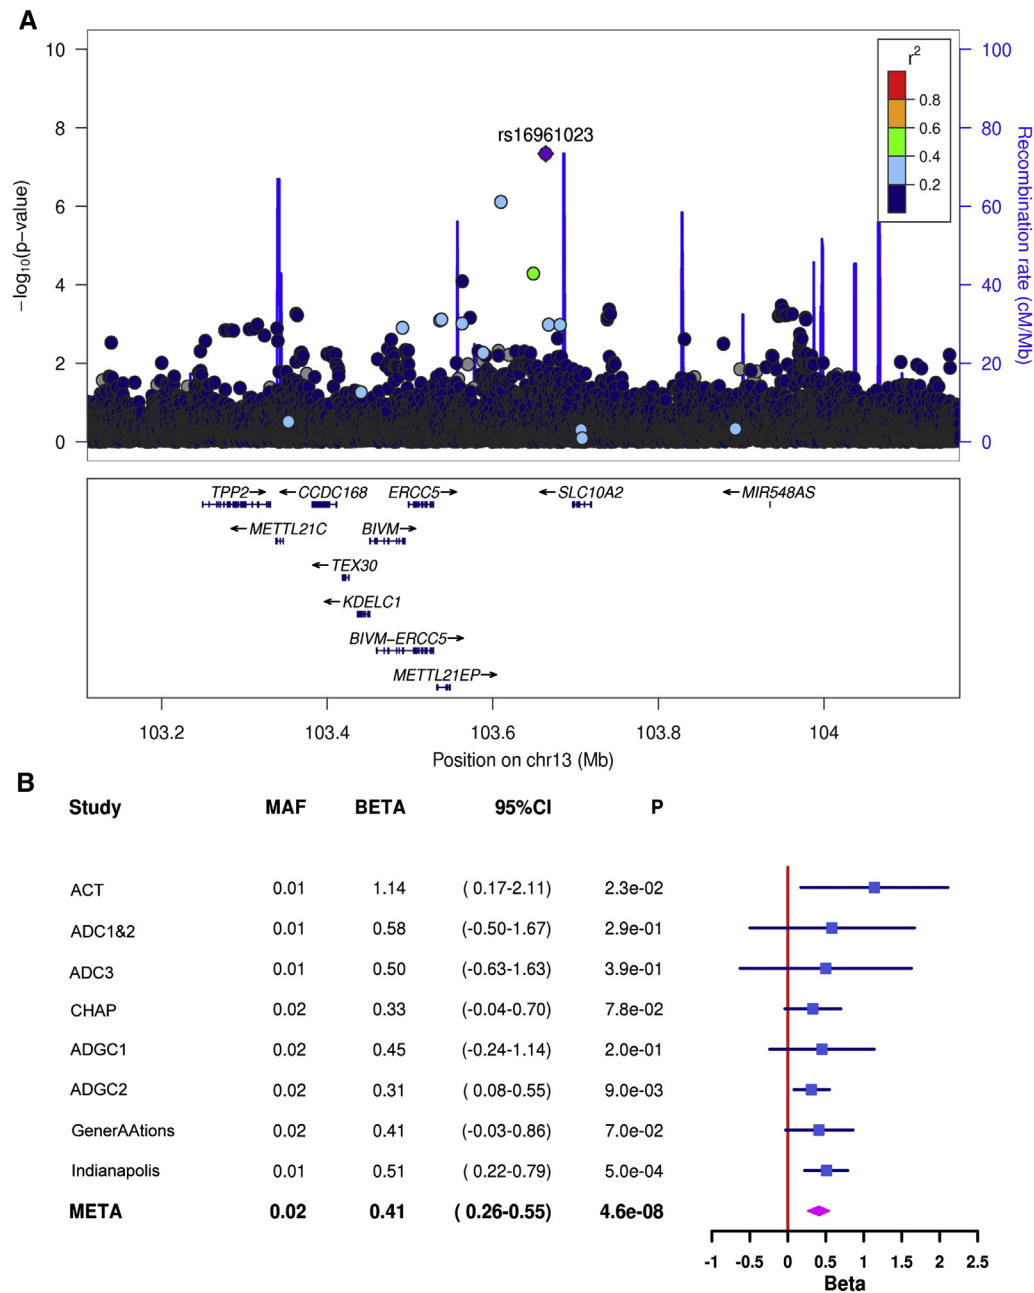 A
rs16961023
r2
0.8
0.6
0.4
0.2
10
8
6
4
2
0
−log10(p−value)
100
80
60
40
20
0
Recombination rate (cM/Mb)
TPP2 CCDC168 ERCC5 SLC10A2 MIR548AS
METTL21C BIVM
TEX30
KDELC1
BIVM−ERCC5
METTL21EP
103.2 103.4 103.6 103.8 104
Position on chr13 (Mb)
B
Study MAF BETA 95%CI P
ACT 0.01 1.14 ( 0.17-2.11) 2.3e-02
ADC1&2 0.01 0.58 (-0.50-1.67) 2.9e-01
ADC3 0.01 0.50 (-0.63-1.63) 3.9e-01
CHAP 0.02 0.33 (-0.04-0.70) 7.8e-02
ADGC1 0.02 0.45 (-0.24-1.14) 2.0e-01
ADGC2 0.02 0.31 ( 0.08-0.55) 9.0e-03
GenerAAtions 0.02 0.41 (-0.03-0.86) 7.0e-02
Indianapolis 0.01 0.51 ( 0.22-0.79) 5.0e-04
META 0.02 0.41 ( 0.26-0.55) 4.6e-08
-1 -0.5 0 0.5 1 1.5 2 2.5
Beta